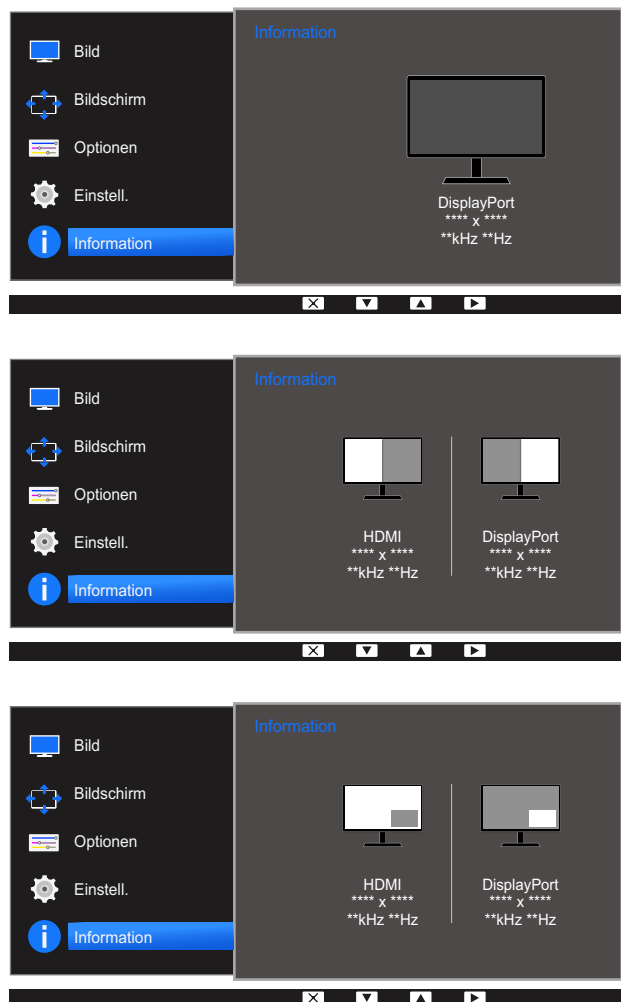 Information
Bild
Bildschirm
Optionen
Einstell.
Information
DisplayPort
**** x ****
**kHz **Hz
Information
Bild
Bildschirm
Optionen
Einstell.
Information
HDMI
**** x ****
**kHz **Hz
DisplayPort
**** x ****
**kHz **Hz
Information
Bild
Bildschirm
Optionen
Einstell.
Information
HDMI
**** x ****
**kHz **Hz
DisplayPort
**** x ****
**kHz **Hz